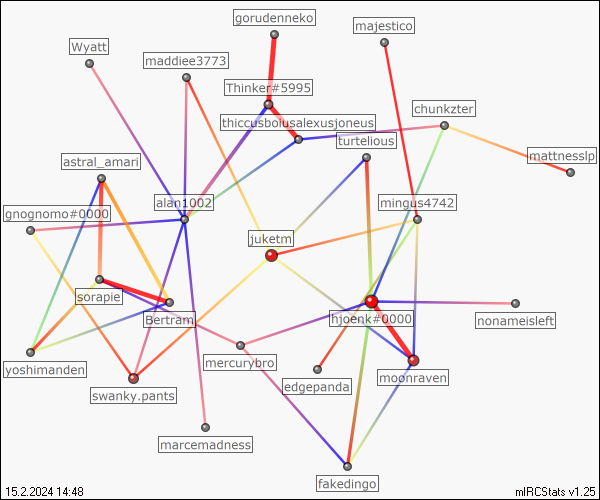 gorudenneko
majestico
Wyatt
maddiee3773
Thinker#5995
chunkzter
thiccusboiusalexusjoneus
turtelious
mattnesslp
astral_amari
alan1002
mingus4742
gnognomo#0000
juketm
sorapie
Bertram
hjoenk#0000
nonameisleft
mercurybro
yoshimanden
moonraven
edgepanda
swanky.pants
marcemadness
fakedingo
15.2.2024 14:48
mIRCStats v1.25